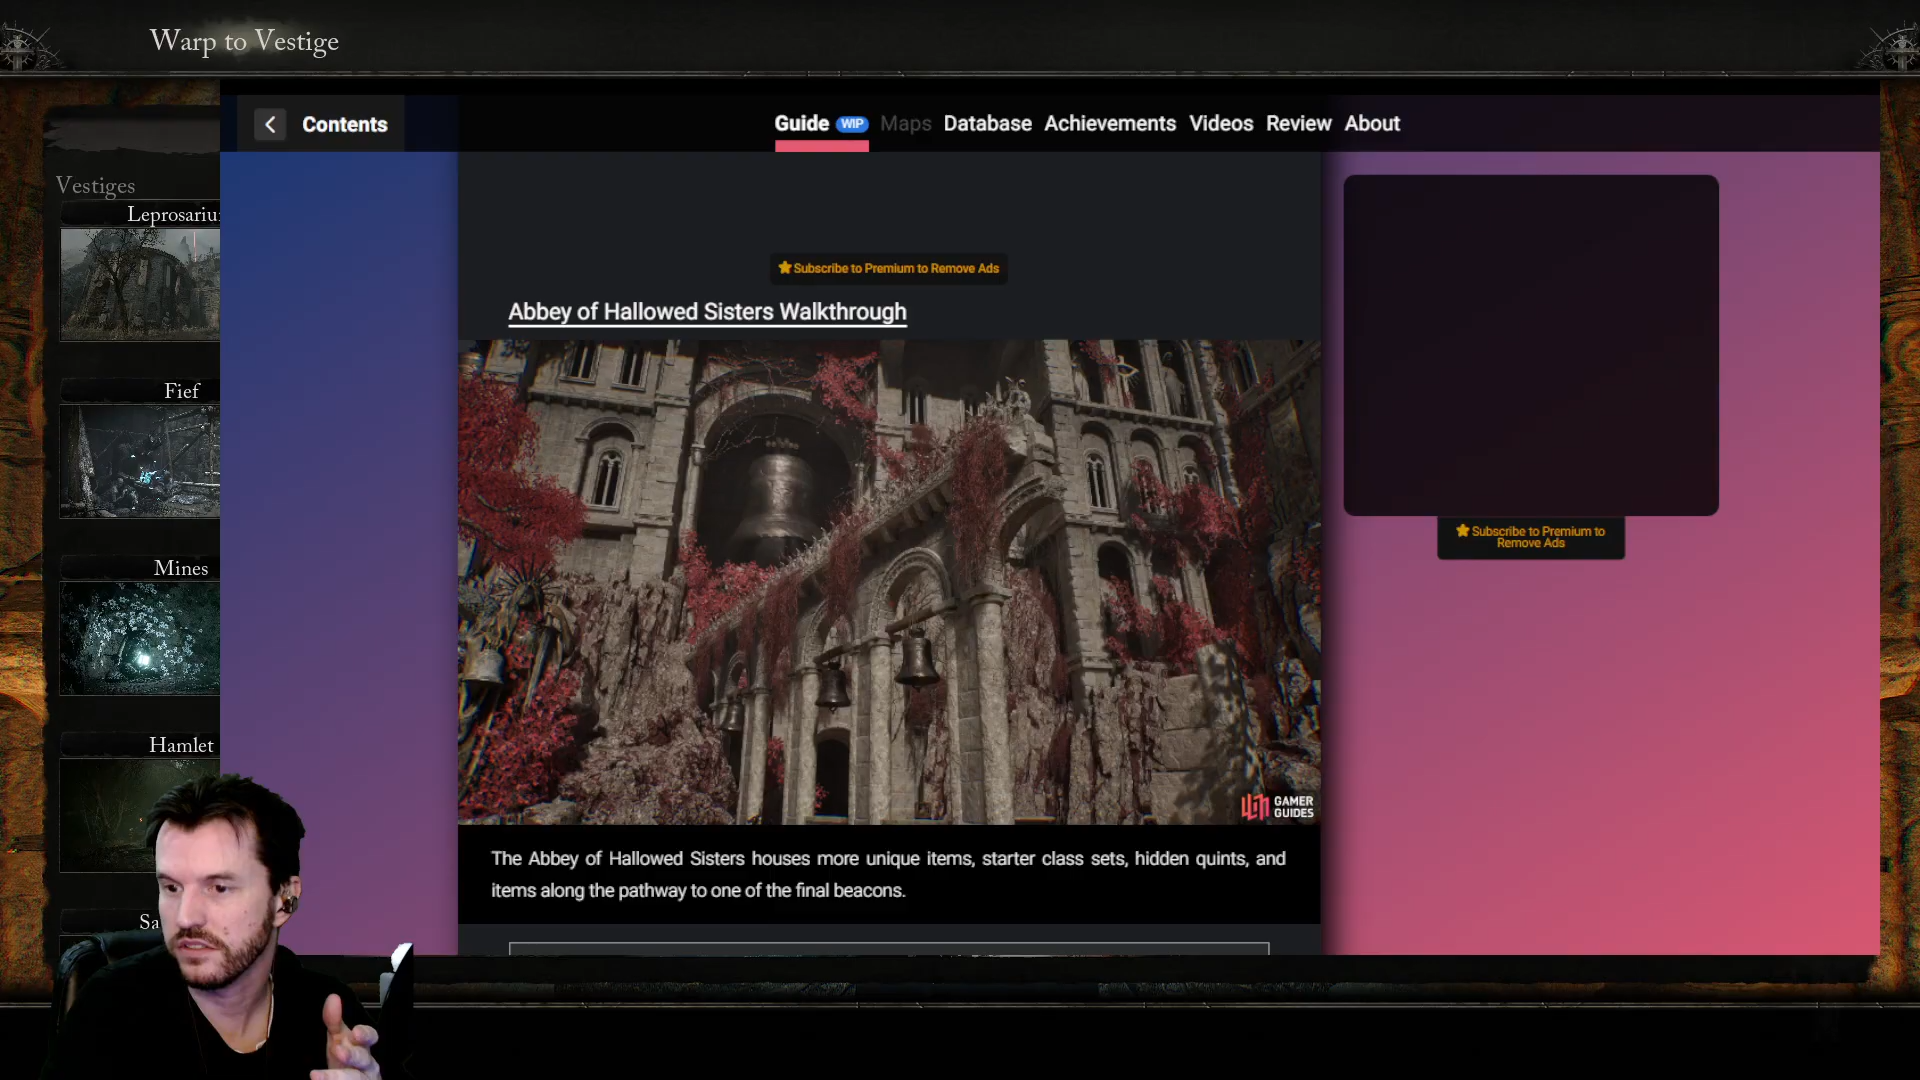 Warp to Vestige
Contents
Guide WIP Maps Database Achievements Videos Review About
Vestiges
Leprosariu
Fief
Mines
Hamlet
Sa
Subscribe to Premium to Remove Ads
Abbey of Hallowed Sisters Walkthrough
GAMER
GUIDES
The Abbey of Hallowed Sisters houses more unique items, starter class sets, hidden quints, and
items along the pathway to one of the final beacons.
Subscribe to Premium to
Remove Ads